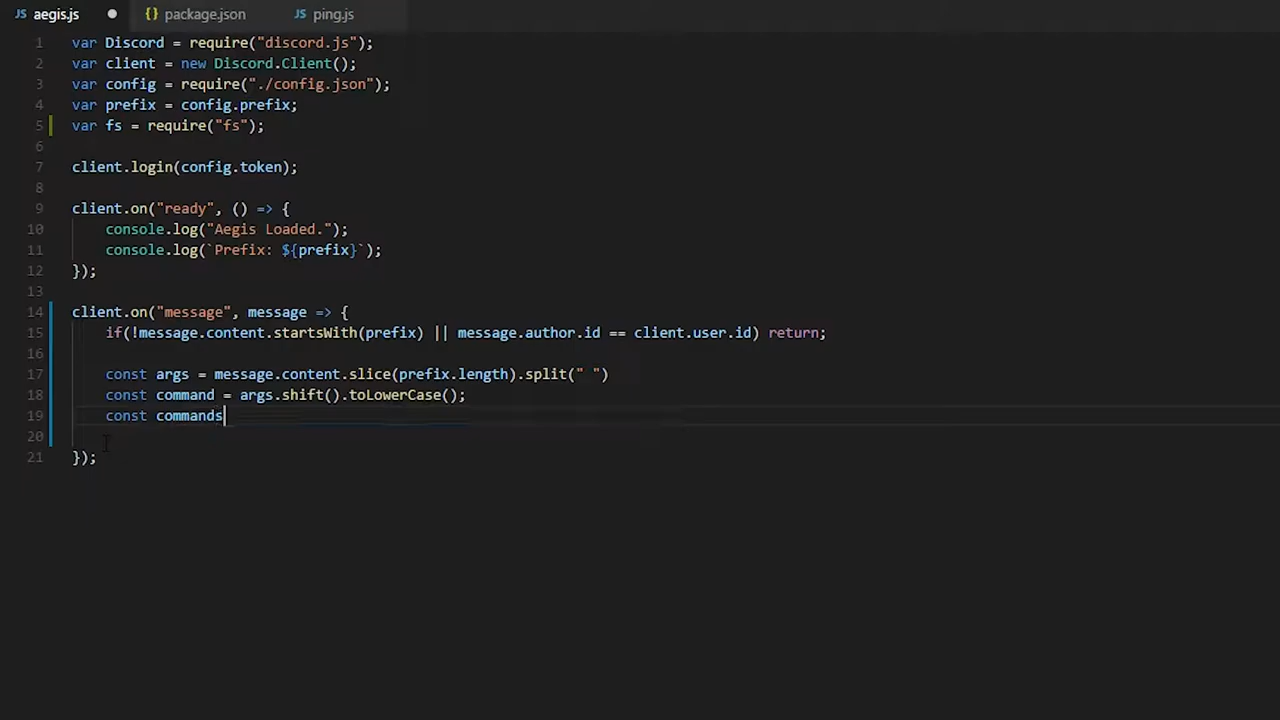 JS aegis.js ● {} package.json JS ping.js
1 var Discord = require("discord.js");
2 var client = new Discord.Client();
3 var config = require("./config.json");
4 var prefix = config.prefix;
5 var fs = require("fs");
6
7 client.login(config.token);
8
9 client.on("ready", () => {
10 console.log("Aegis Loaded.");
11 console.log(`Prefix: ${prefix}`);
12 });
13
14 client.on("message", message => {
15 if(!message.content.startsWith(prefix) || message.author.id == client.user.id) return;
16
17 const args = message.content.slice(prefix.length).split(" ")
18 const command = args.shift().toLowerCase();
19 const commands
20
21 });